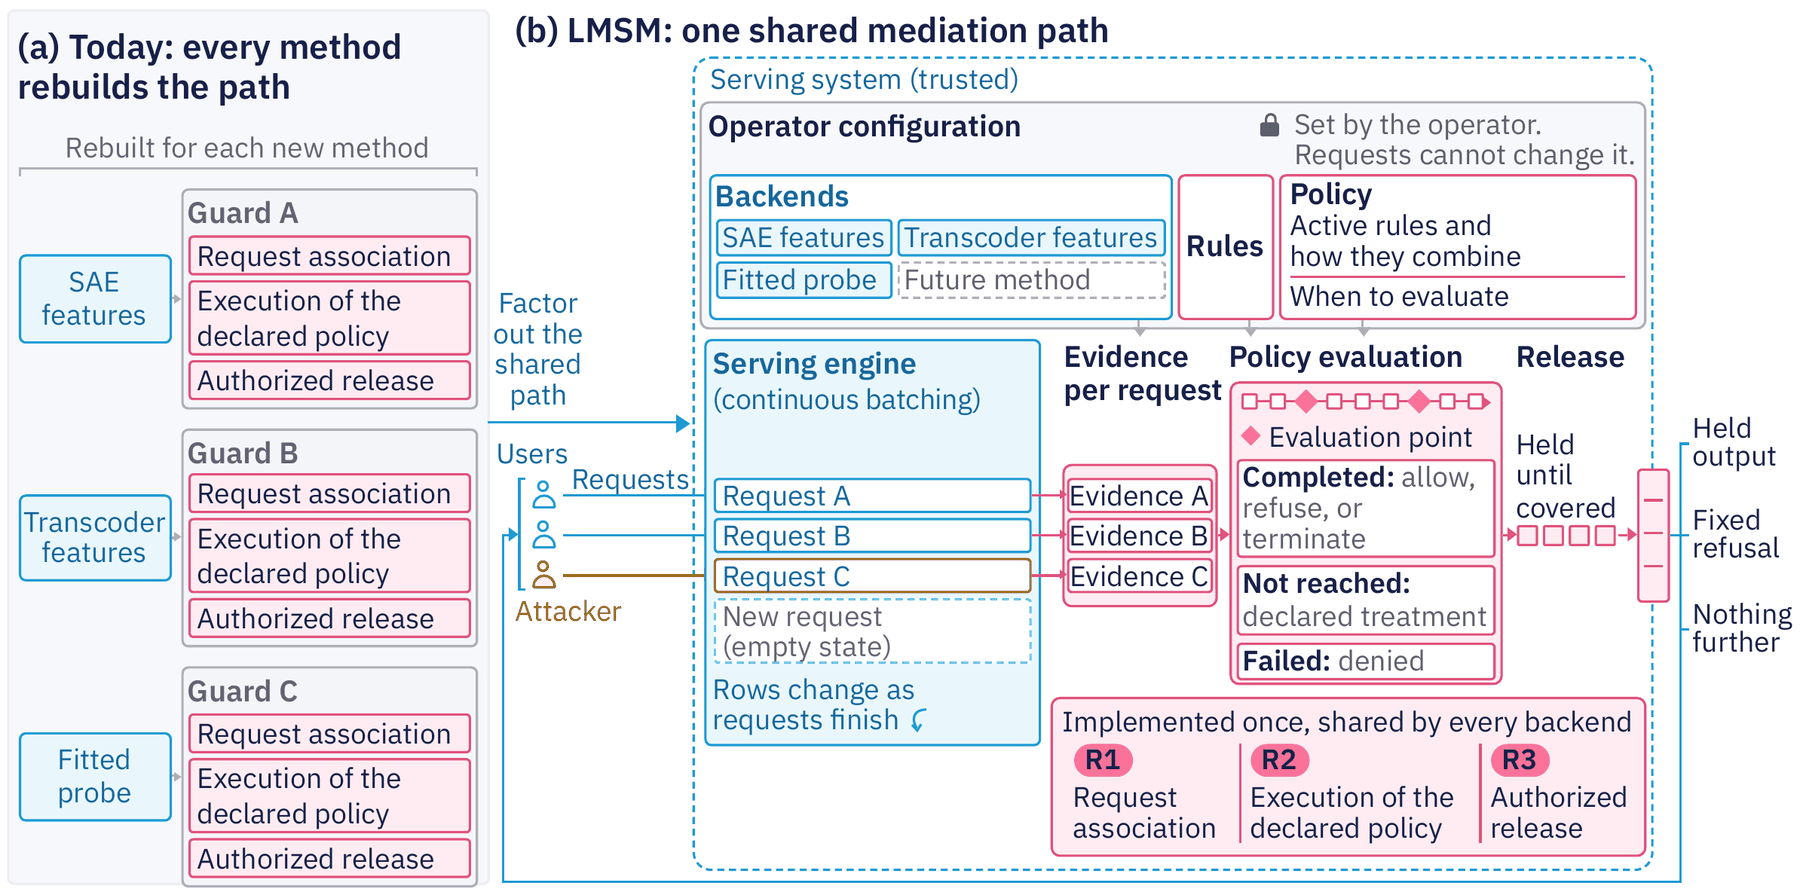 (a) Today: every method
rebuilds the path
Rebuilt for each new method
SAE
features
Guard A
Request association
Execution of the
declared policy
Authorized release
Transcoder
features
Guard B
Request association
Execution of the
declared policy
Authorized release
Fitted
probe
Guard C
Request association
Execution of the
declared policy
Authorized release
Factor
out the
shared
path
(b) LMSM: one shared mediation path
Serving system (trusted)
Operator configuration
Set by the operator.
Requests cannot change it.
Backends
SAE features
Transcoder features
Fitted probe
Future method
Rules
Policy
Active rules and
how they combine
When to evaluate
Users
Requests
Attacker
Serving engine
(continuous batching)
Request A
Request B
Request C
New request
(empty state)
Rows change as
requests finish
Evidence
per request
Evidence A
Evidence B
Evidence C
Policy evaluation
Evaluation point
Completed: allow,
refuse, or
terminate
Not reached:
declared treatment
Failed: denied
Release
Held
until
covered
Held
output
Fixed
refusal
Nothing
further
Implemented once, shared by every backend
R1
Request
association
R2
Execution of the
declared policy
R3
Authorized
release